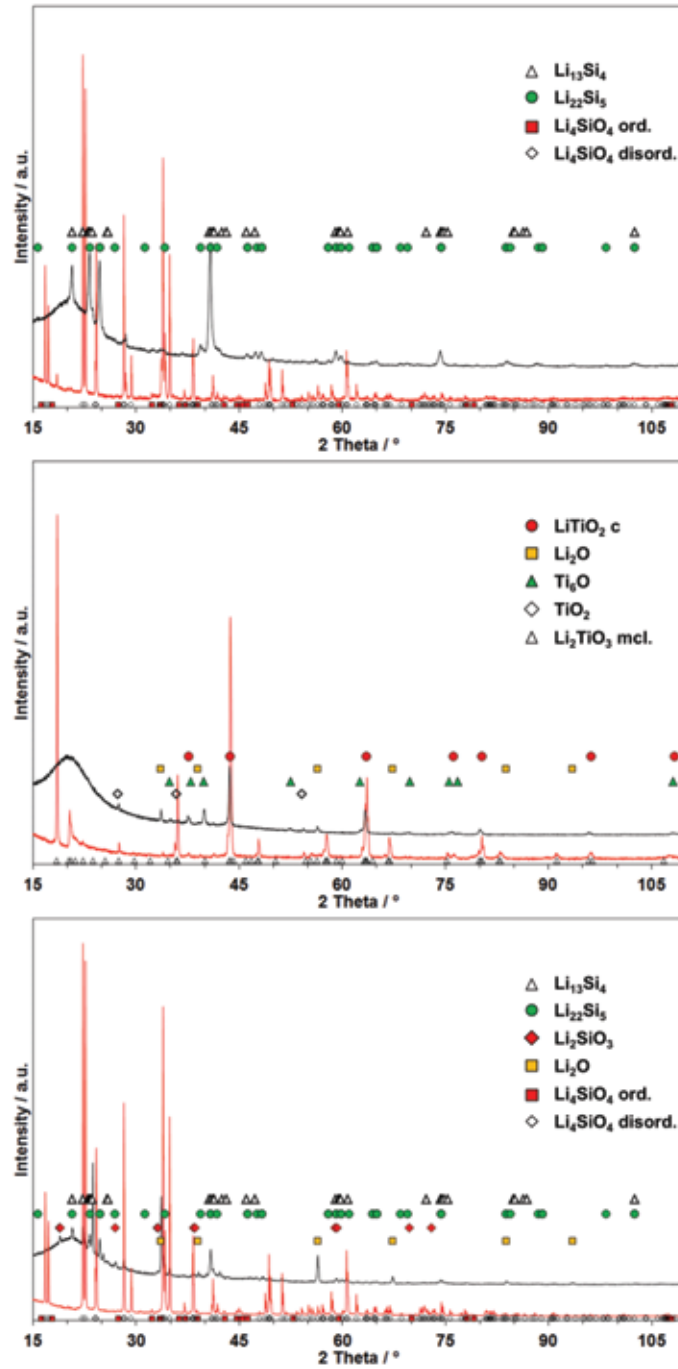 Intensity / a.u.
Li₁₃Si₄
Li₂₂Si₅
Li₄SiO₄ ord.
Li₄SiO₄ disord.
15 30 45 60 75 90 105
2 Theta / °
Intensity / a.u.
LiTiO₂ c
Li₂O
Ti₆O
TiO₂
Li₂TiO₃ mcl.
15 30 45 60 75 90 105
2 Theta / °
Intensity / a.u.
Li₁₃Si₄
Li₂₂Si₅
Li₂SiO₃
Li₂O
Li₄SiO₄ ord.
Li₄SiO₄ disord.
15 30 45 60 75 90 105
2 Theta / °